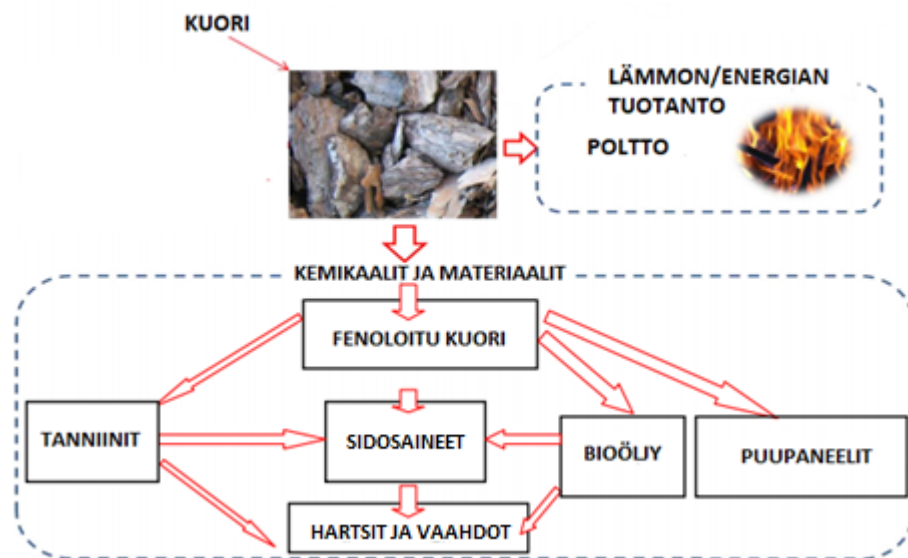 KUORI
LÄMMON/ENERGIAN
TUOTANTO
POLTTO
KEMIKAALIT JA MATERIAALIT
FENOLOITU KUORI
TANNIINIT
SIDOSAINEET
BIOÖLJY
PUUPANEELIT
HARTSIT JA VAAHDOT